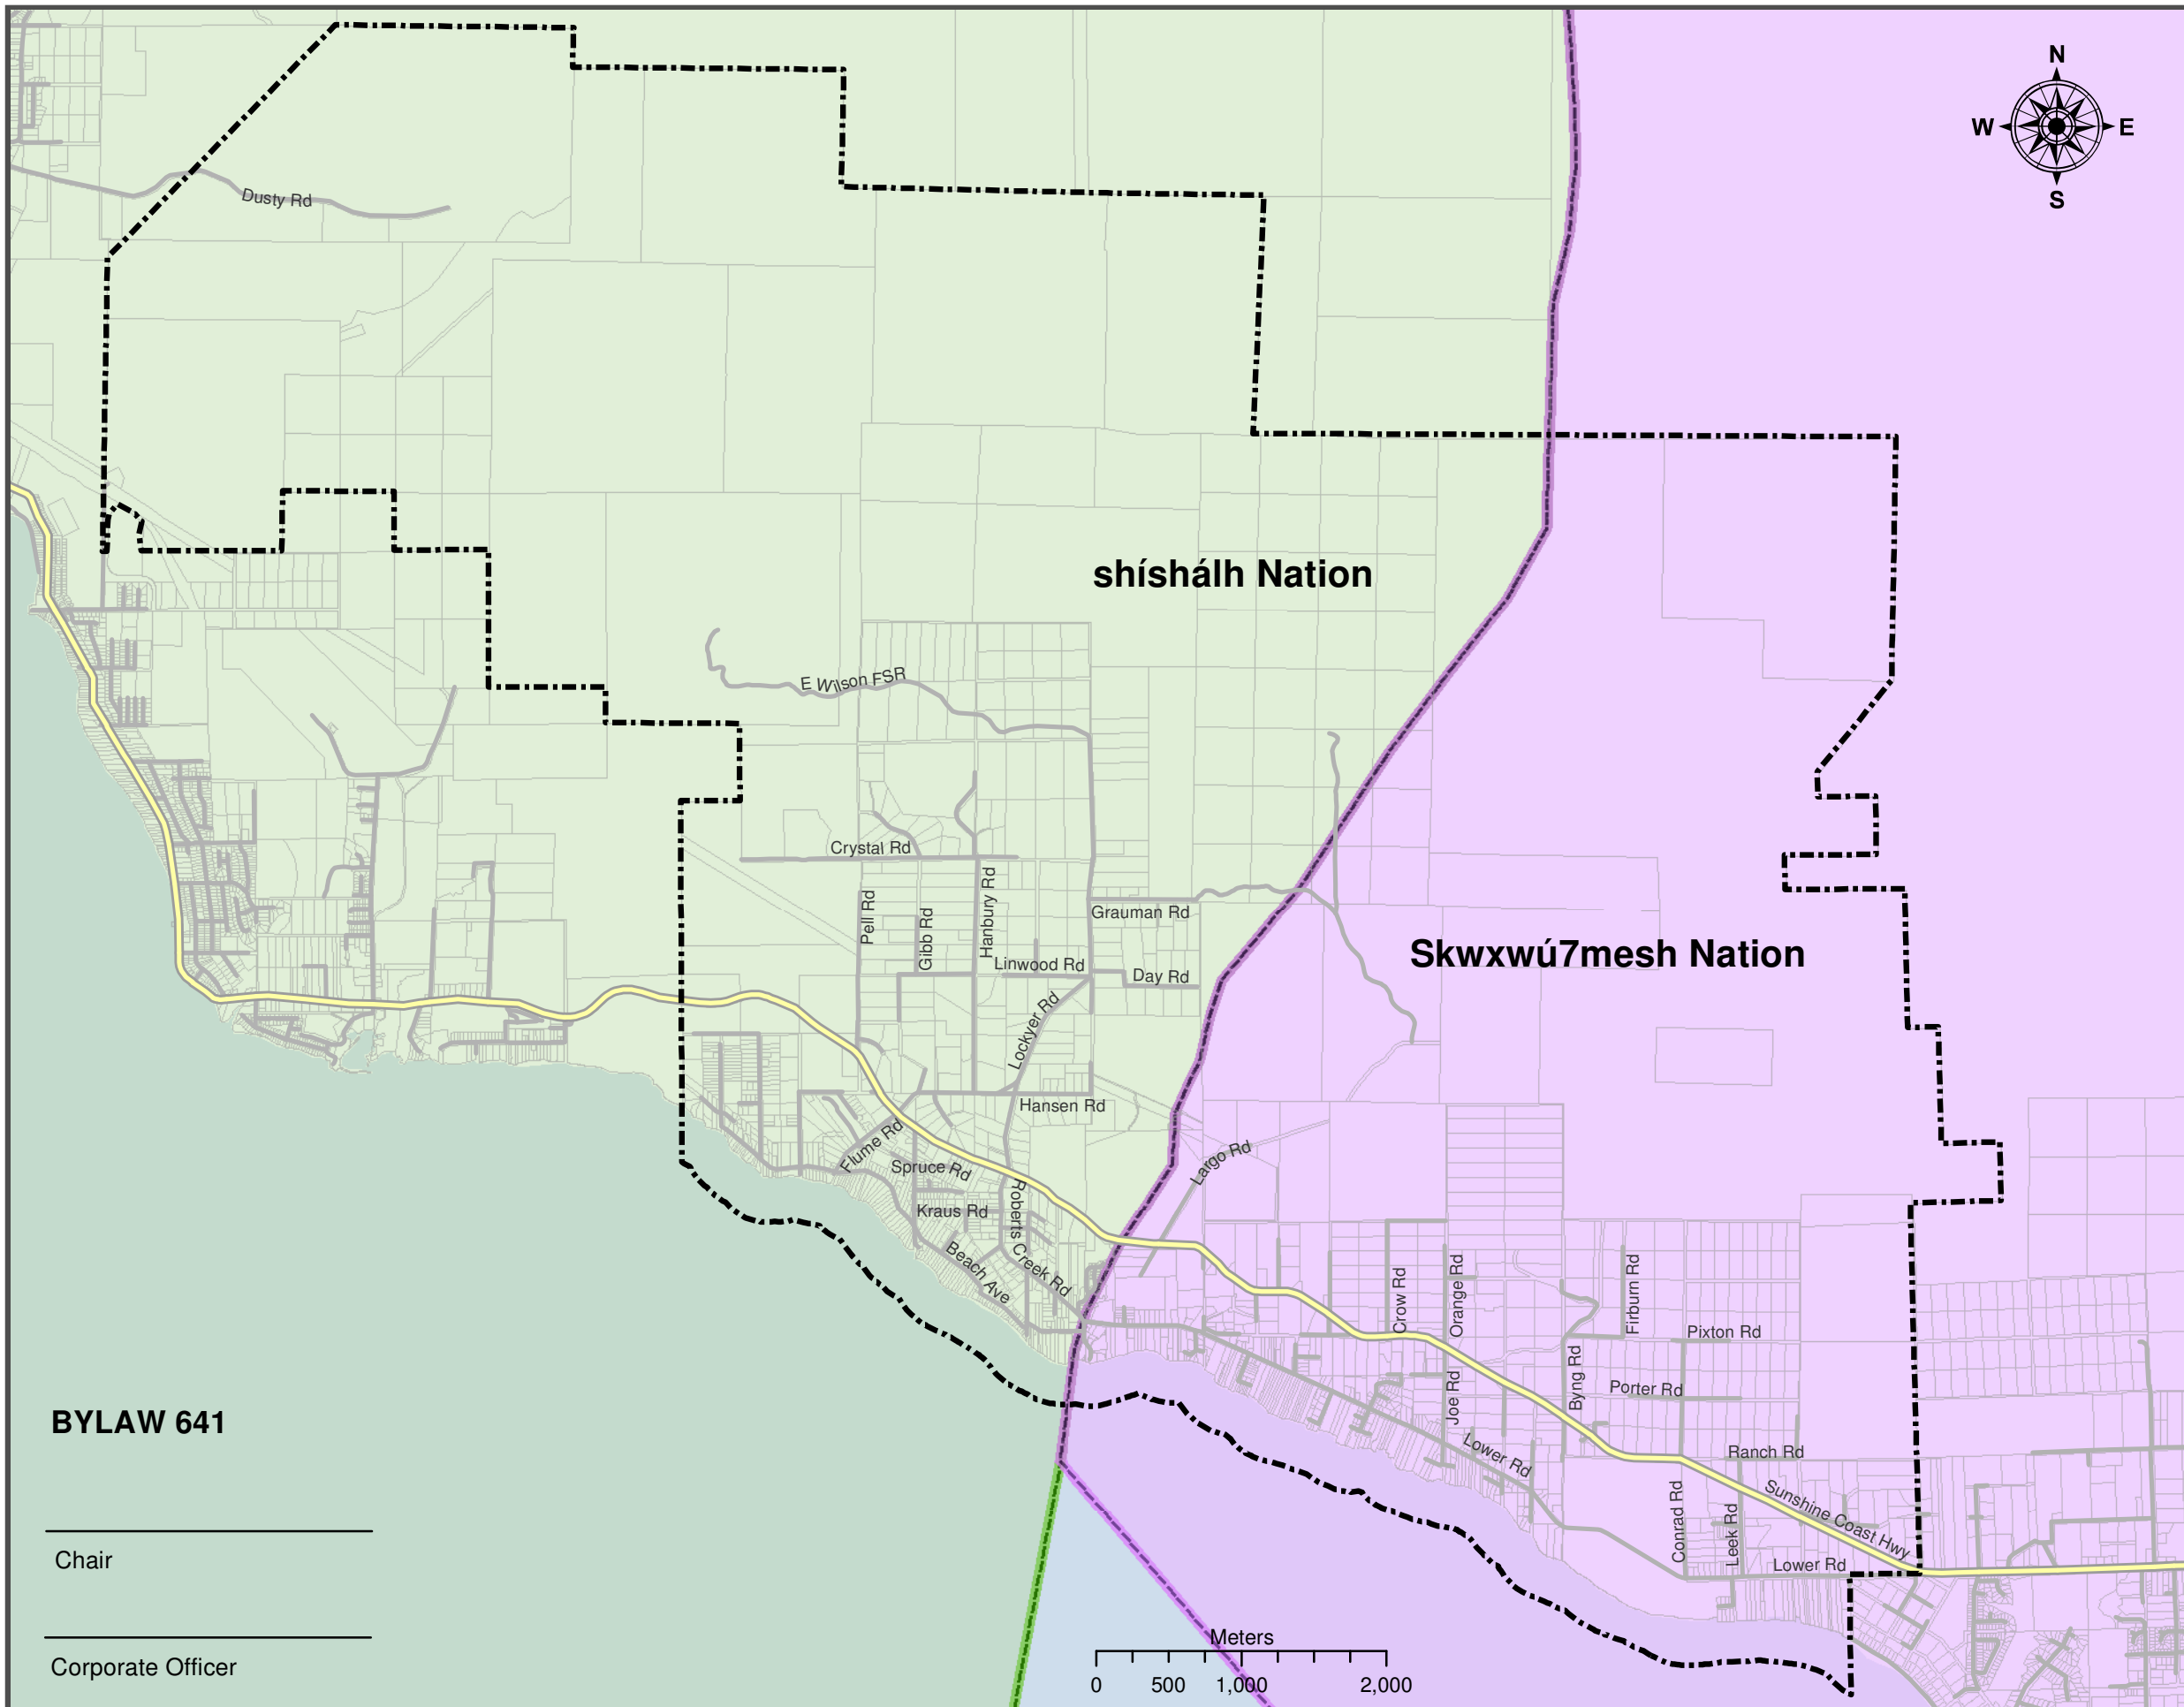 N
W E
S
Dusty Rd
shíshálh Nation
E Wilson FSR
Crystal Rd
Pell Rd
Gibb Rd
Hanbury Rd
Grauman Rd
Linwood Rd
Day Rd
Skwxwú7mesh Nation
Lockyer Rd
Hansen Rd
Flume Rd
Spruce Rd
Largo Rd
Kraus Rd
Roberts Creek Rd
Beach Ave
Crow Rd
Orange Rd
Firburn Rd
Pixton Rd
Joe Rd
Byng Rd
Porter Rd
Lower Rd
Ranch Rd
Conrad Rd
Leek Rd
Sunshine Coast Hwy
Lower Rd
BYLAW 641
Chair
Corporate Officer
Meters
0 500 1,000 2,000